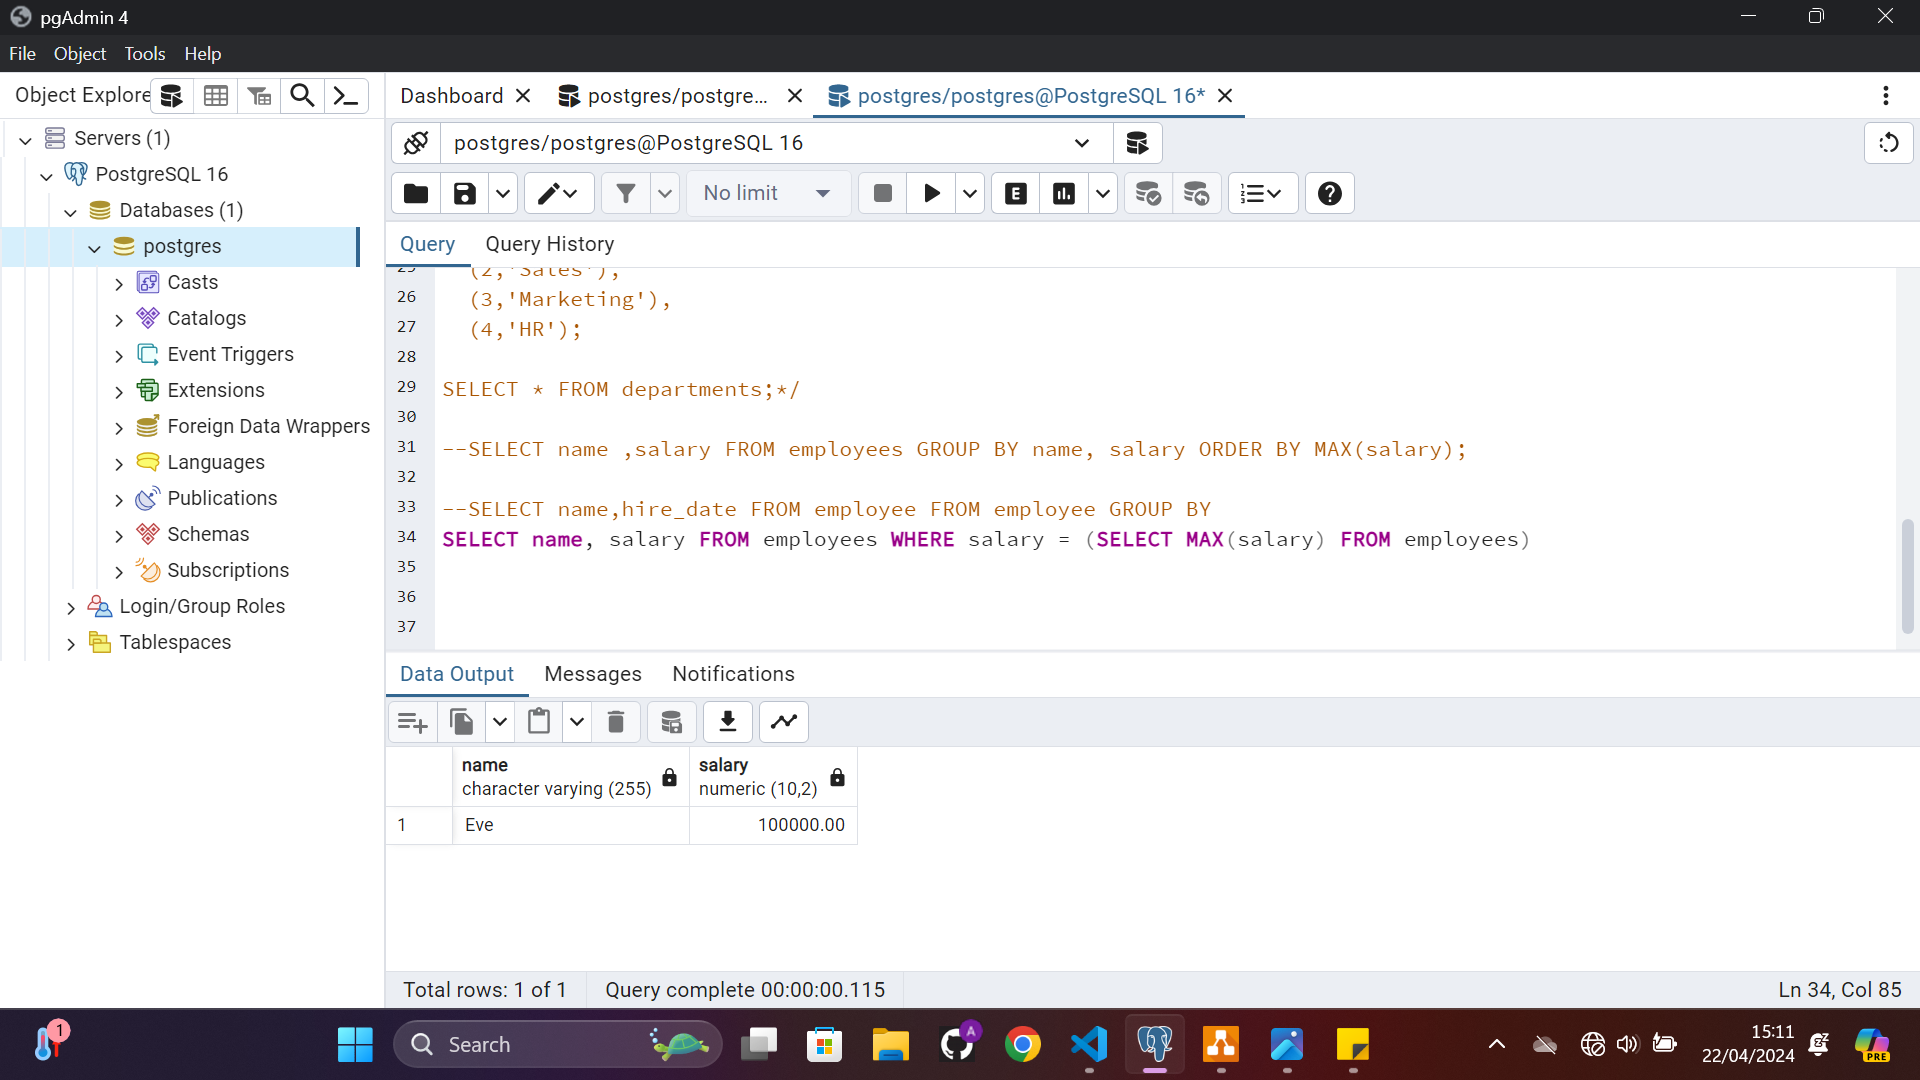 pgAdmin 4
File Object Tools Help
Object Explore
Dashboard
postgres/postgre...
postgres/postgres@PostgreSQL 16*
Servers (1)
PostgreSQL 16
Databases (1)
postgres
Casts
Catalogs
Event Triggers
Extensions
Foreign Data Wrappers
Languages
Publications
Schemas
Subscriptions
Login/Group Roles
Tablespaces
postgres/postgres@PostgreSQL 16
No limit
E
Query Query History
25 (2,'Sales'),
26 (3,'Marketing'),
27 (4,'HR');
28
29 SELECT * FROM departments;*/
30
31 --SELECT name ,salary FROM employees GROUP BY name, salary ORDER BY MAX(salary);
32
33 --SELECT name,hire_date FROM employee FROM employee GROUP BY
34 SELECT name, salary FROM employees WHERE salary = (SELECT MAX(salary) FROM employees)
35
36
37
Data Output Messages Notifications
name salary
character varying (255) numeric (10,2)
1 Eve 100000.00
Total rows: 1 of 1 Query complete 00:00:00.115 Ln 34, Col 85
1
Search
A
15:11
22/04/2024
PRE